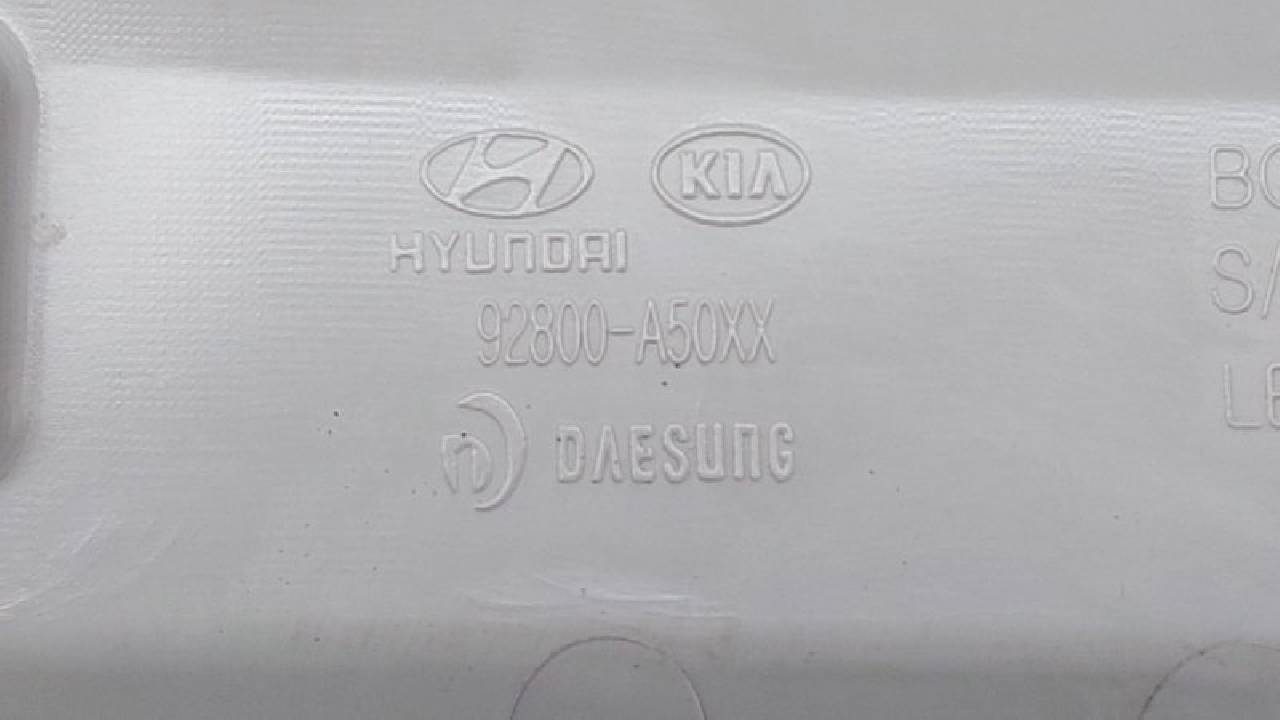 KIA
HYUNDAI
92800-A50XX
DAESUNG